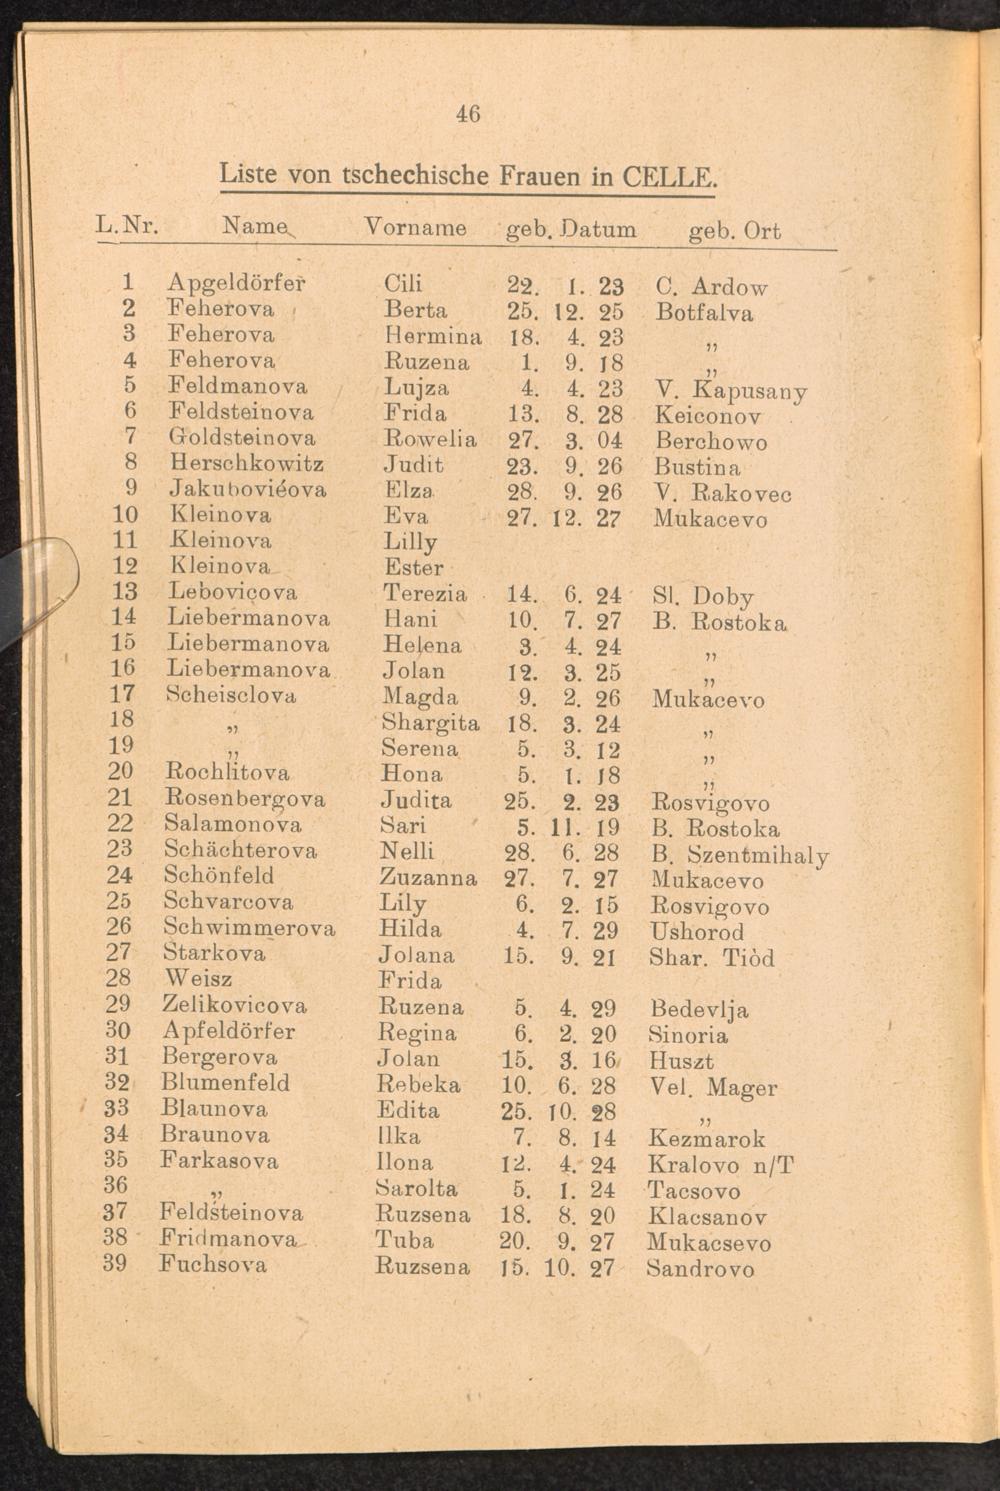 46
Liste von tschechische Frauen in CELLE.
L.Nr. Name Vorname geb. Datum geb. Ort
1 Apgeldörfer Cili 22. 1. 23 C. Ardow
2 Feherova Berta 25. 12. 25 Botfalva
3 Feherova Hermina 18. 4. 23 „
4 Feherova Ruzena 1. 9. 18 „
5 Feldmanova Lujza 4. 4. 23 V. Kapusany
6 Feldsteinova Frida 13. 8. 28 Keiconov
7 Goldsteinova Rowelia 27. 3. 04 Berchowo
8 Herschkowitz Judit 23. 9. 26 Bustina
9 Jakuboviéova Elza 28. 9. 26 V. Rakovec
10 Kleinova Eva 27. 12. 27 Mukacevo
11 Kleinova Lilly
12 Kleinova Ester
13 Lebovicova Terezia 14. 6. 24 Sl. Doby
14 Liebermanova Hani 10. 7. 27 B. Rostoka
15 Liebermanova Helena 3. 4. 24 „
16 Liebermanova Jolan 12. 3. 25 „
17 Scheisclova Magda 9. 2. 26 Mukacevo
18 „ Shargita 18. 3. 24 „
19 „ Serena 5. 3. 12 „
20 Rochlitova Hona 5. 1. 18 „
21 Rosenbergova Judita 25. 2. 23 Rosvigovo
22 Salamonova Sari 5. 11. 19 B. Rostoka
23 Schächterova Nelli 28. 6. 28 B. Szentmihaly
24 Schönfeld Zuzanna 27. 7. 27 Mukacevo
25 Schvarcova Lily 6. 2. 15 Rosvigovo
26 Schwimmerova Hilda 4. 7. 29 Ushorod
27 Starkova Jolana 15. 9. 21 Shar. Tiòd
28 Weisz Frida
29 Zelikovicova Ruzena 5. 4. 29 Bedevlja
30 Apfeldörfer Regina 6. 2. 20 Sinoria
31 Bergerova Jolan 15. 3. 16 Huszt
32 Blumenfeld Rebeka 10. 6. 28 Vel. Mager
33 Blaunova Edita 25. 10. 28 „
34 Braunova Ilka 7. 8. 14 Kezmarok
35 Farkasova Ilona 12. 4. 24 Kralovo n/T
36 „ Sarolta 5. 1. 24 Tacsovo
37 Feldsteinova Ruzsena 18. 8. 20 Klacsanov
38 Fridmanova Tuba 20. 9. 27 Mukacsevo
39 Fuchsova Ruzsena 15. 10. 27 Sandrovo